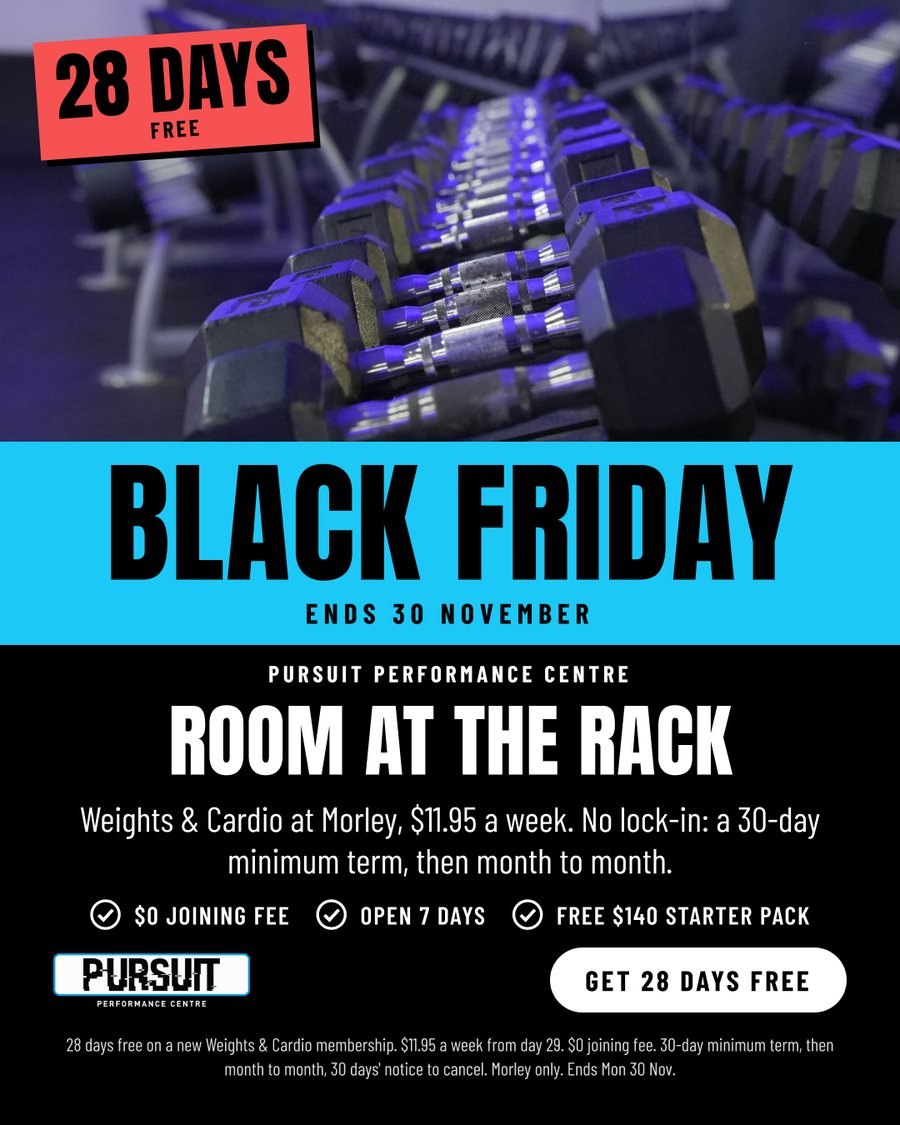 28 DAYS
FREE
BLACK FRIDAY
ENDS 30 NOVEMBER
PURSUIT PERFORMANCE CENTRE
ROOM AT THE RACK
Weights & Cardio at Morley, $11.95 a week. No lock-in: a 30-day
minimum term, then month to month.
$0 JOINING FEE OPEN 7 DAYS FREE $140 STARTER PACK
PURSUIT
PERFORMANCE CENTRE
GET 28 DAYS FREE
28 days free on a new Weights & Cardio membership. $11.95 a week from day 29. $0 joining fee. 30-day minimum term, then
month to month, 30 days' notice to cancel. Morley only. Ends Mon 30 Nov.